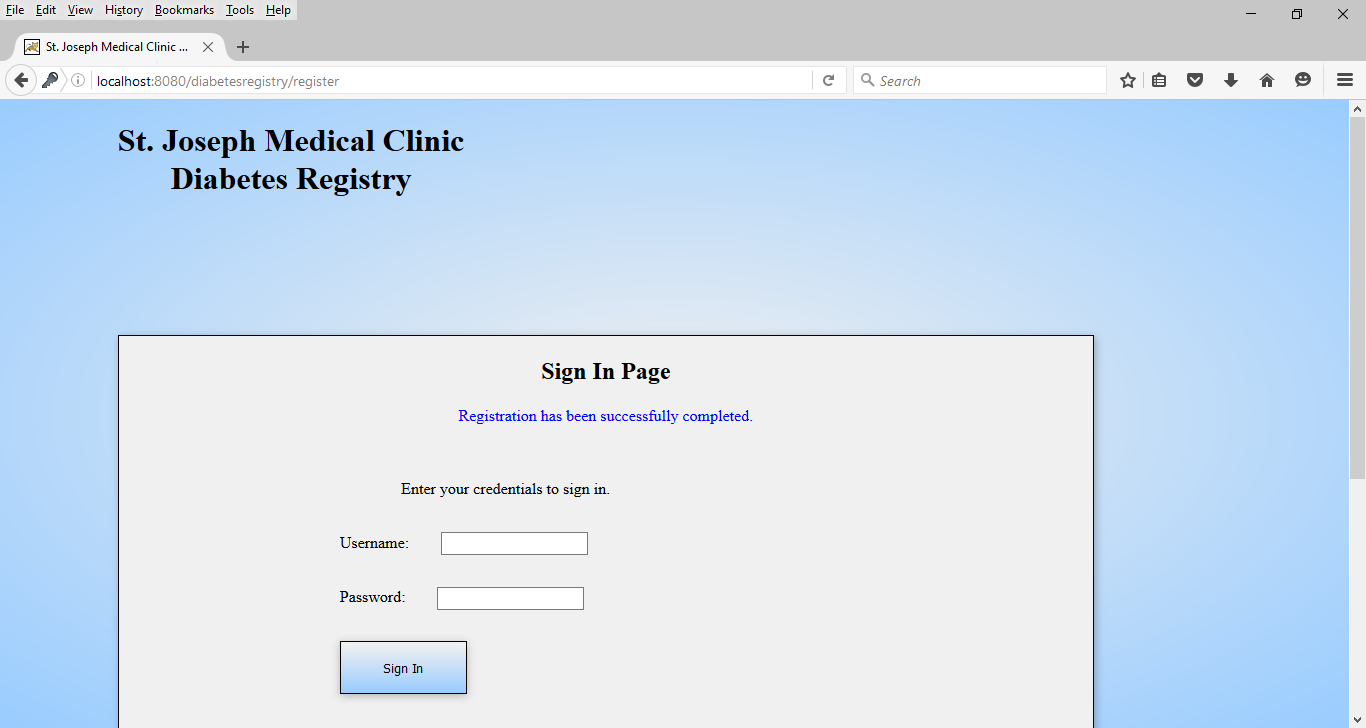 File Edit View History Bookmarks Tools Help
St. Joseph Medical Clinic ...
localhost:8080/diabetesregistry/register
Search
St. Joseph Medical Clinic
Diabetes Registry
Sign In Page
Registration has been successfully completed.
Enter your credentials to sign in.
Username:
Password:
Sign In